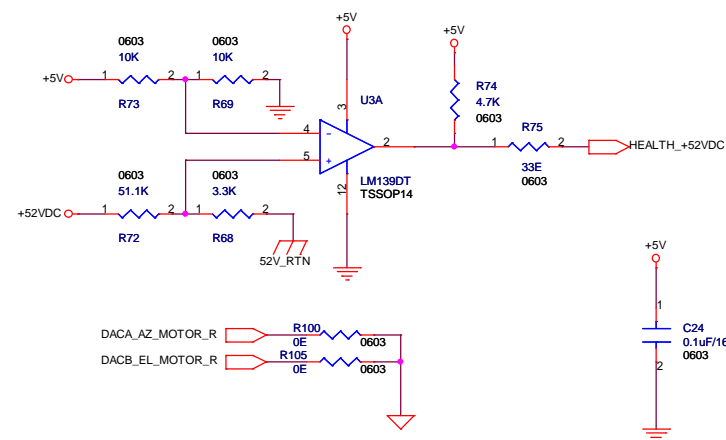 +5V
+5V
0603
0603
10K
10K
R74
4.7K
0603
+5V
1
2
1
2
3
U3A
R73
R69
R75
4
-
2
1
2
HEALTH_+52VDC
5
+
33E
0603
0603
0603
LM139DT
TSSOP14
51.1K
3.3K
12
+52VDC
1
2
1
2
R72
R68
52V_RTN
+5V
1
DACA_AZ_MOTOR_R
R100
0E
0603
C24
0.1uF/16
0603
DACB_EL_MOTOR_R
R105
0E
0603
2